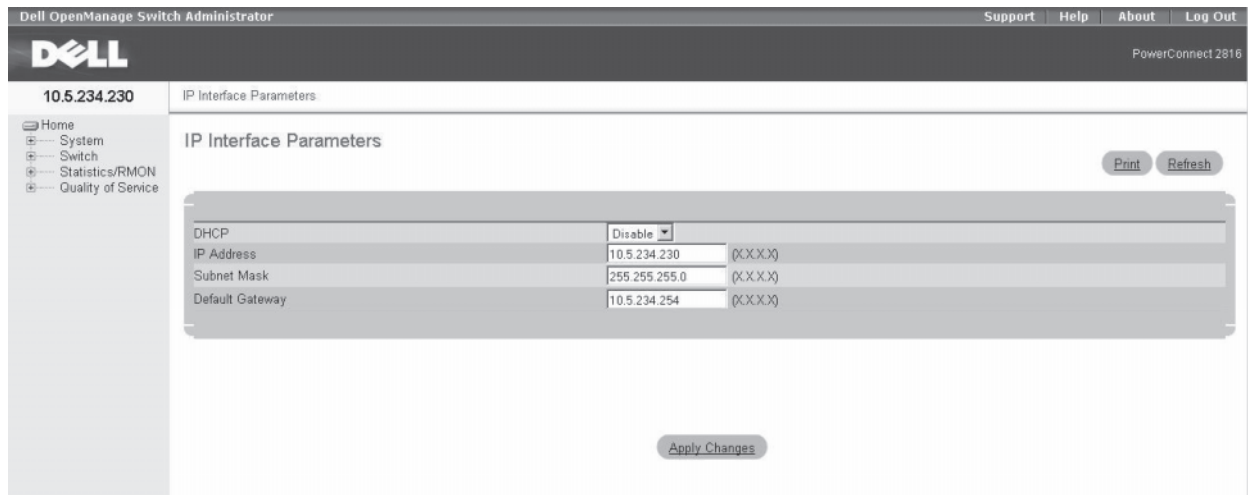 Dell OpenManage Switch Administrator
Support | Help | About | Log Out
DELL
PowerConnect 2816
10.5.234.230
IP Interface Parameters
Home
System
Switch
Statistics/RMON
Quality of Service
IP Interface Parameters
Print
Refresh
DHCP Disable
IP Address 10.5.234.230 (X.X.X.X)
Subnet Mask 255.255.255.0 (X.X.X.X)
Default Gateway 10.5.234.254 (X.X.X.X)
Apply Changes